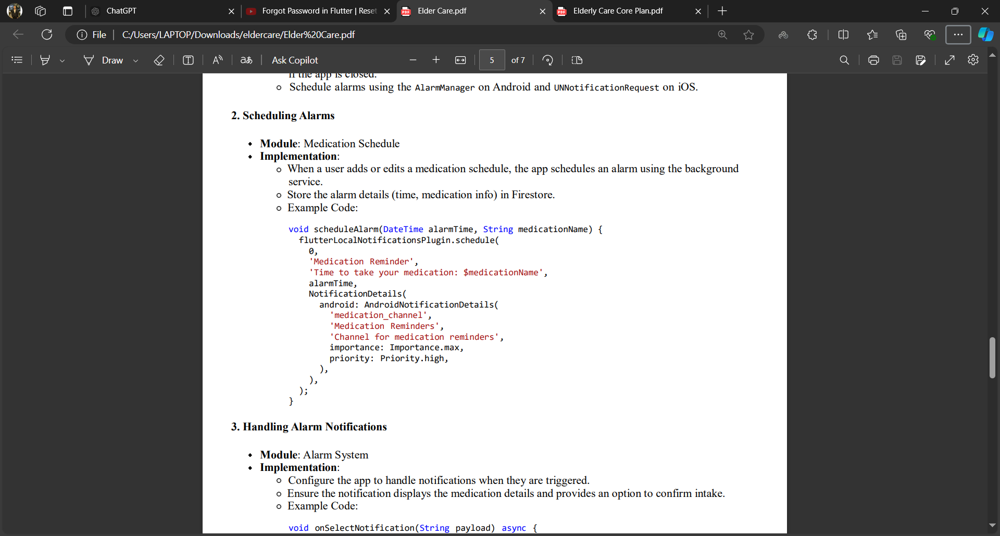 ChatGPT
Forgot Password in Flutter | Reset
Elder Care.pdf
Elderly Care Core Plan.pdf
File
C:/Users/LAPTOP/Downloads/eldercare/Elder%20Care.pdf
Draw
Ask Copilot
5 of 7
if the app is closed.
Schedule alarms using the AlarmManager on Android and UNNotificationRequest on iOS.
2. Scheduling Alarms
Module: Medication Schedule
Implementation:
When a user adds or edits a medication schedule, the app schedules an alarm using the background
service.
Store the alarm details (time, medication info) in Firestore.
Example Code:
void scheduleAlarm(DateTime alarmTime, String medicationName) {
flutterLocalNotificationsPlugin.schedule(
0,
'Medication Reminder',
'Time to take your medication: $medicationName',
alarmTime,
NotificationDetails(
android: AndroidNotificationDetails(
'medication_channel',
'Medication Reminders',
'Channel for medication reminders',
importance: Importance.max,
priority: Priority.high,
),
),
);
}
3. Handling Alarm Notifications
Module: Alarm System
Implementation:
Configure the app to handle notifications when they are triggered.
Ensure the notification displays the medication details and provides an option to confirm intake.
Example Code:
void onSelectNotification(String payload) async {